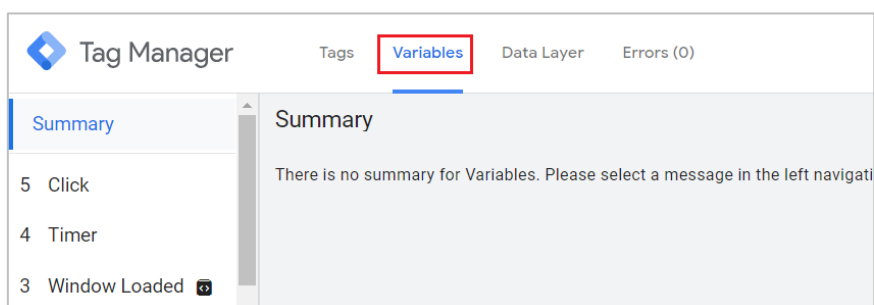 Tag Manager
Tags Variables Data Layer Errors (0)
Summary
5 Click
4 Timer
3 Window Loaded
Summary
There is no summary for Variables. Please select a message in the left navigati